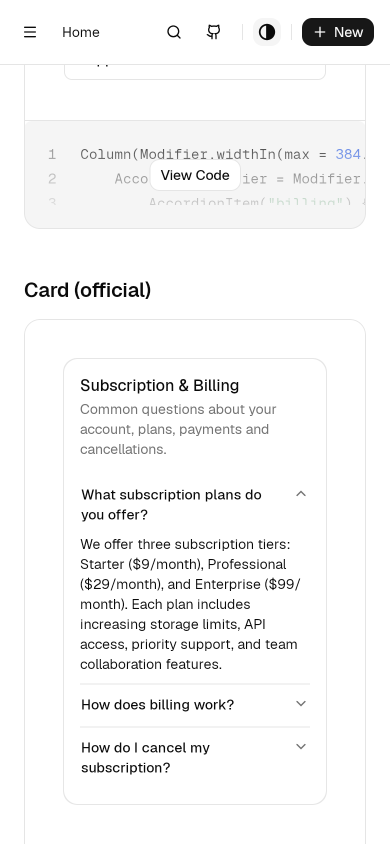 Home
New
1 Column(Modifier.widthIn(max = 384.
2 Acco
View Code
ier = Modifier.
3 AccordionItem("billing") {
Card (official)
Subscription & Billing
Common questions about your
account, plans, payments and
cancellations.
What subscription plans do
you offer?
We offer three subscription tiers:
Starter ($9/month), Professional
($29/month), and Enterprise ($99/
month). Each plan includes
increasing storage limits, API
access, priority support, and team
collaboration features.
How does billing work?
How do I cancel my
subscription?